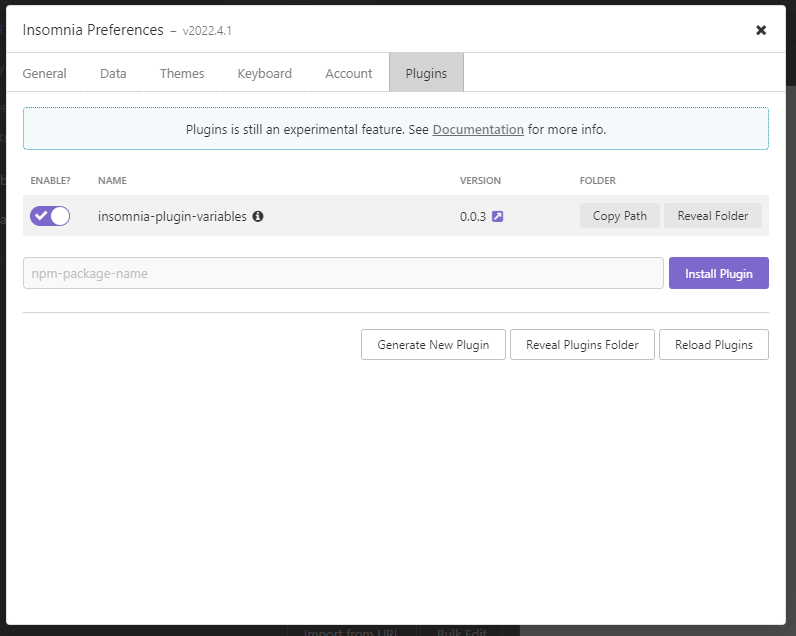 Insomnia Preferences – v2022.4.1
General Data Themes Keyboard Account Plugins
Plugins is still an experimental feature. See Documentation for more info.
ENABLE? NAME VERSION FOLDER
insomnia-plugin-variables 0.0.3 Copy Path Reveal Folder
npm-package-name Install Plugin
Generate New Plugin Reveal Plugins Folder Reload Plugins
Import from URL Bulk Edit